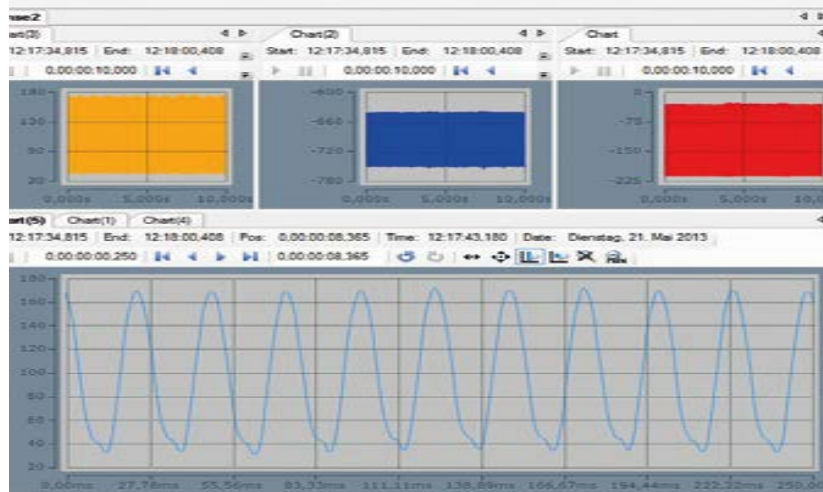 nse2
art(3) Chart(2) Chart
12:17:34,815 End: 12:18:00,408 Start: 12:17:34,815 End: 12:18:00,408 Start: 12:17:34,815 End: 12:18:00,408
0.00:00:10,000 0.00:00:10,000 0.00:00:10,000
180 -600 0
130 -660 -75
80 -720 -150
30 -780 -225
0,000s 5,000s 10,000s 0,000s 5,000s 10,000s 0,000s 5,000s 10,0
art(5) Chart(1) Chart(4)
12:17:34,815 End: 12:18:00,408 Pos: 0.00:00:08,365 Time: 12:17:43,180 Date: Dienstag, 21. Mai 2013
0.00:00:00,250 0.00:00:08,365
180
160
140
120
100
80
60
40
20
0,00ms 27,78ms 55,56ms 83,33ms 111,11ms 138,89ms 166,67ms 194,44ms 222,22ms 250,00